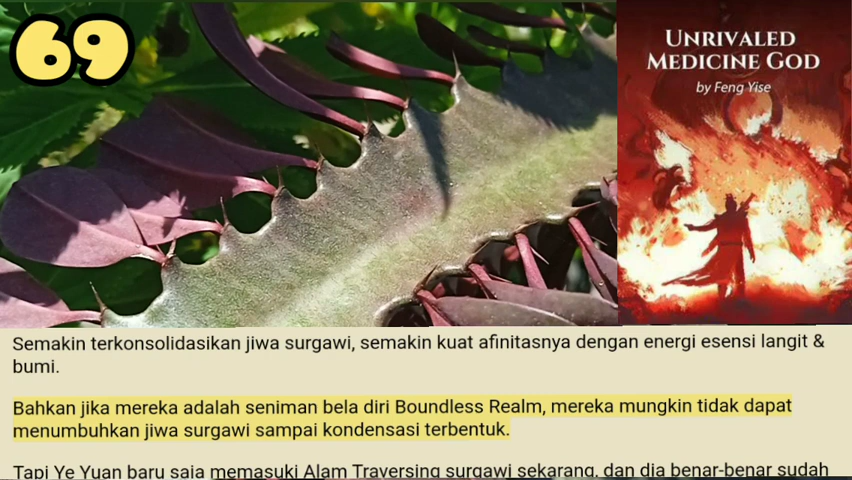 69
UNRIVALED
MEDICINE GOD
by Feng Yise
Semakin terkonsolidasikan jiwa surgawi, semakin kuat afinitasnya dengan energi esensi langit &
bumi.
Bahkan jika mereka adalah seniman bela diri Boundless Realm, mereka mungkin tidak dapat
menumbuhkan jiwa surgawi sampai kondensasi terbentuk.
Tapi Ye Yuan baru saja memasuki Alam Traversing surgawi sekarang, dan dia benar-benar sudah